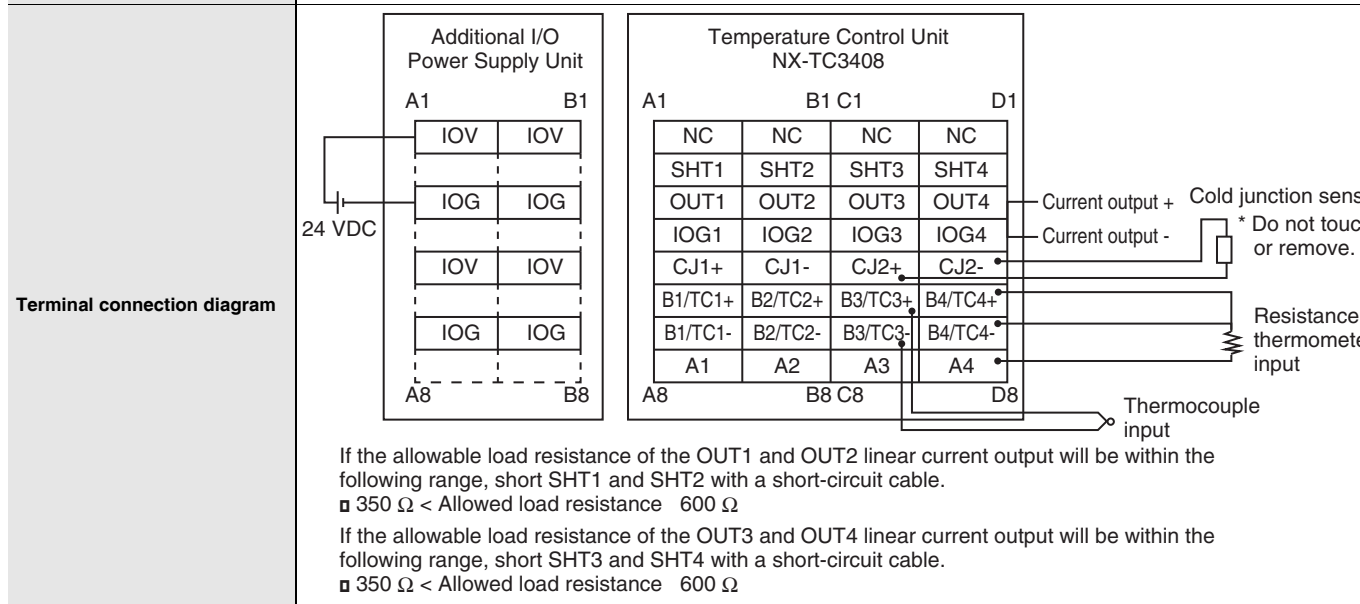 Terminal connection diagram
Additional I/O
Power Supply Unit
A1 B1
IOV IOV
IOG IOG
24 VDC
IOV IOV
IOG IOG
A8 B8
Temperature Control Unit
NX-TC3408
A1 B1 C1 D1
NC NC NC NC
SHT1 SHT2 SHT3 SHT4
OUT1 OUT2 OUT3 OUT4
IOG1 IOG2 IOG3 IOG4
CJ1+ CJ1- CJ2+ CJ2-
B1/TC1+ B2/TC2+ B3/TC3+ B4/TC4+
B1/TC1- B2/TC2- B3/TC3- B4/TC4-
A1 A2 A3 A4
A8 B8 C8 D8
Current output +
Current output -
Cold junction sens
* Do not touc
or remove.
Resistance
thermomete
input
Thermocouple
input
If the allowable load resistance of the OUT1 and OUT2 linear current output will be within the
following range, short SHT1 and SHT2 with a short-circuit cable.
350 Ω < Allowed load resistance 600 Ω
If the allowable load resistance of the OUT3 and OUT4 linear current output will be within the
following range, short SHT3 and SHT4 with a short-circuit cable.
350 Ω < Allowed load resistance 600 Ω